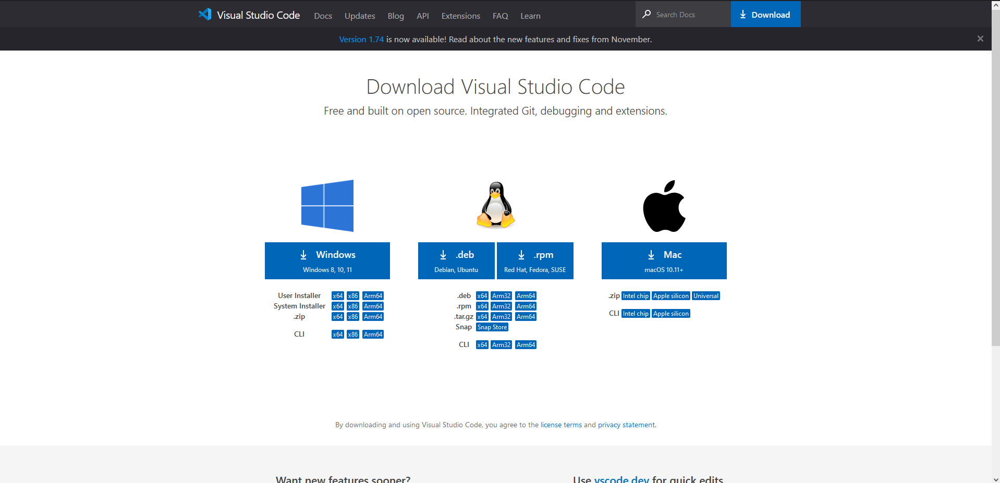 Visual Studio Code Docs Updates Blog API Extensions FAQ Learn Search Docs Download
Version 1.74 is now available! Read about the new features and fixes from November.
Download Visual Studio Code
Free and built on open source. Integrated Git, debugging and extensions.
Windows
Windows 8, 10, 11
User Installer x64 x86 Arm64
System Installer x64 x86 Arm64
.zip x64 x86 Arm64
CLI x64 x86 Arm64
.deb
Debian, Ubuntu
.rpm
Red Hat, Fedora, SUSE
.deb x64 Arm32 Arm64
.rpm x64 Arm32 Arm64
.tar.gz x64 Arm32 Arm64
Snap Snap Store
CLI x64 Arm32 Arm64
Mac
macOS 10.11+
.zip Intel chip Apple silicon Universal
CLI Intel chip Apple silicon
By downloading and using Visual Studio Code, you agree to the license terms and privacy statement.
Want new features sooner?
Use vscode.dev for quick edits